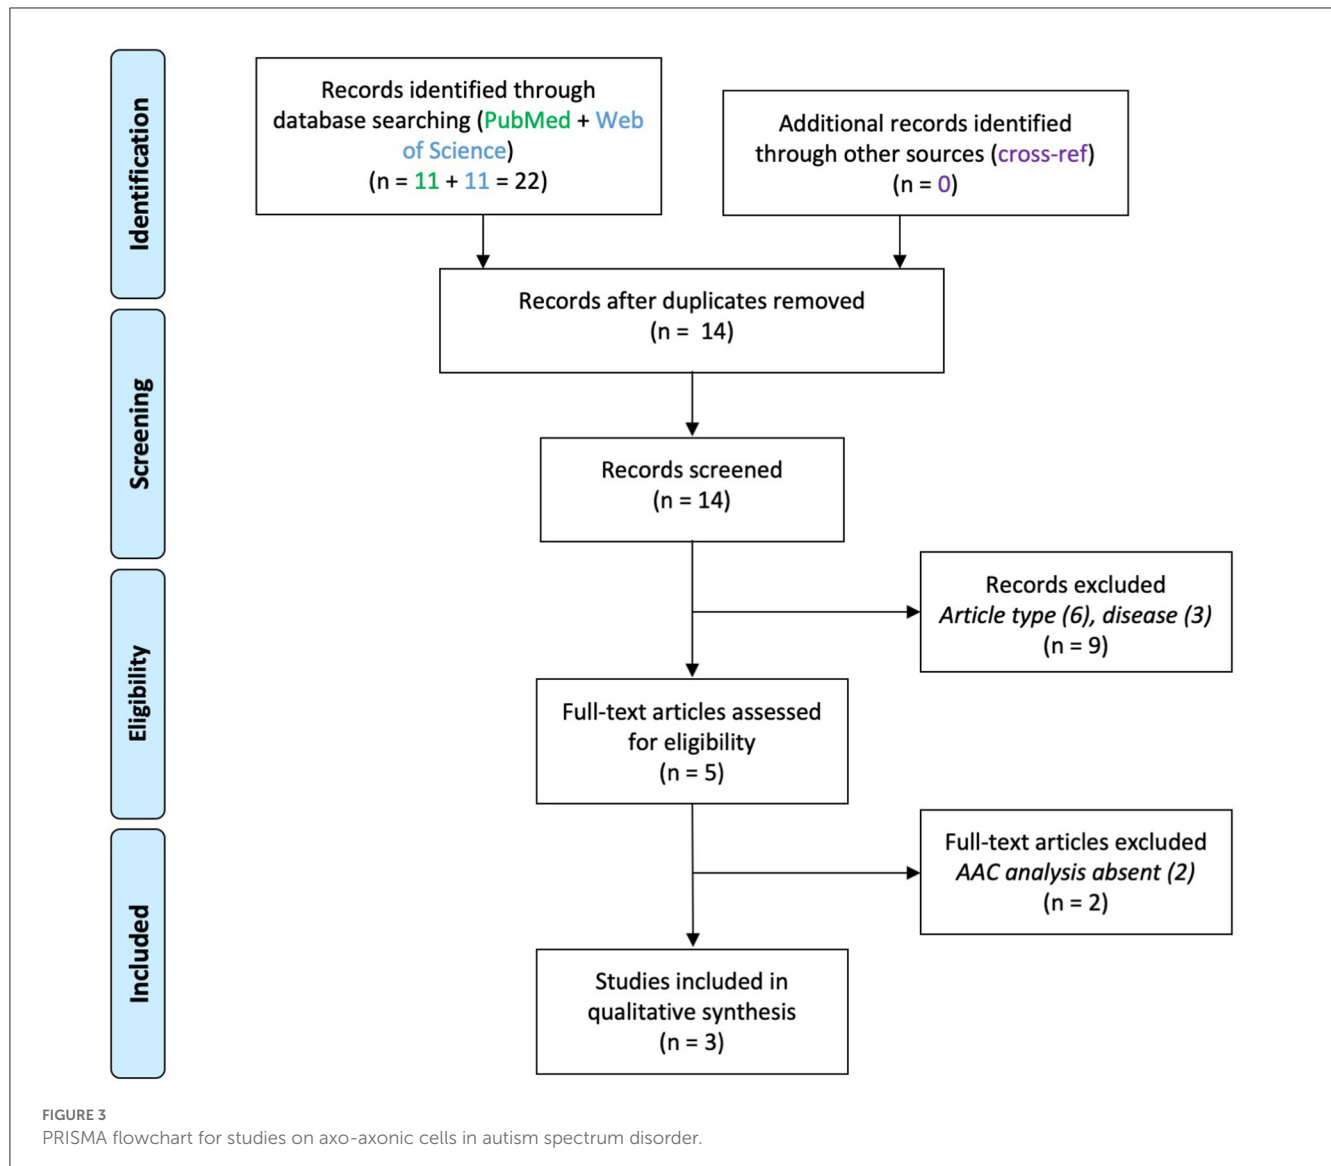 Identification
Records identified through
database searching (PubMed + Web
of Science)
(n = 11 + 11 = 22)
Additional records identified
through other sources (cross-ref)
(n = 0)
Records after duplicates removed
(n = 14)
Screening
Records screened
(n = 14)
Records excluded
Article type (6), disease (3)
(n = 9)
Eligibility
Full-text articles assessed
for eligibility
(n = 5)
Full-text articles excluded
AAC analysis absent (2)
(n = 2)
Included
Studies included in
qualitative synthesis
(n = 3)
FIGURE 3
PRISMA flowchart for studies on axo-axonic cells in autism spectrum disorder.